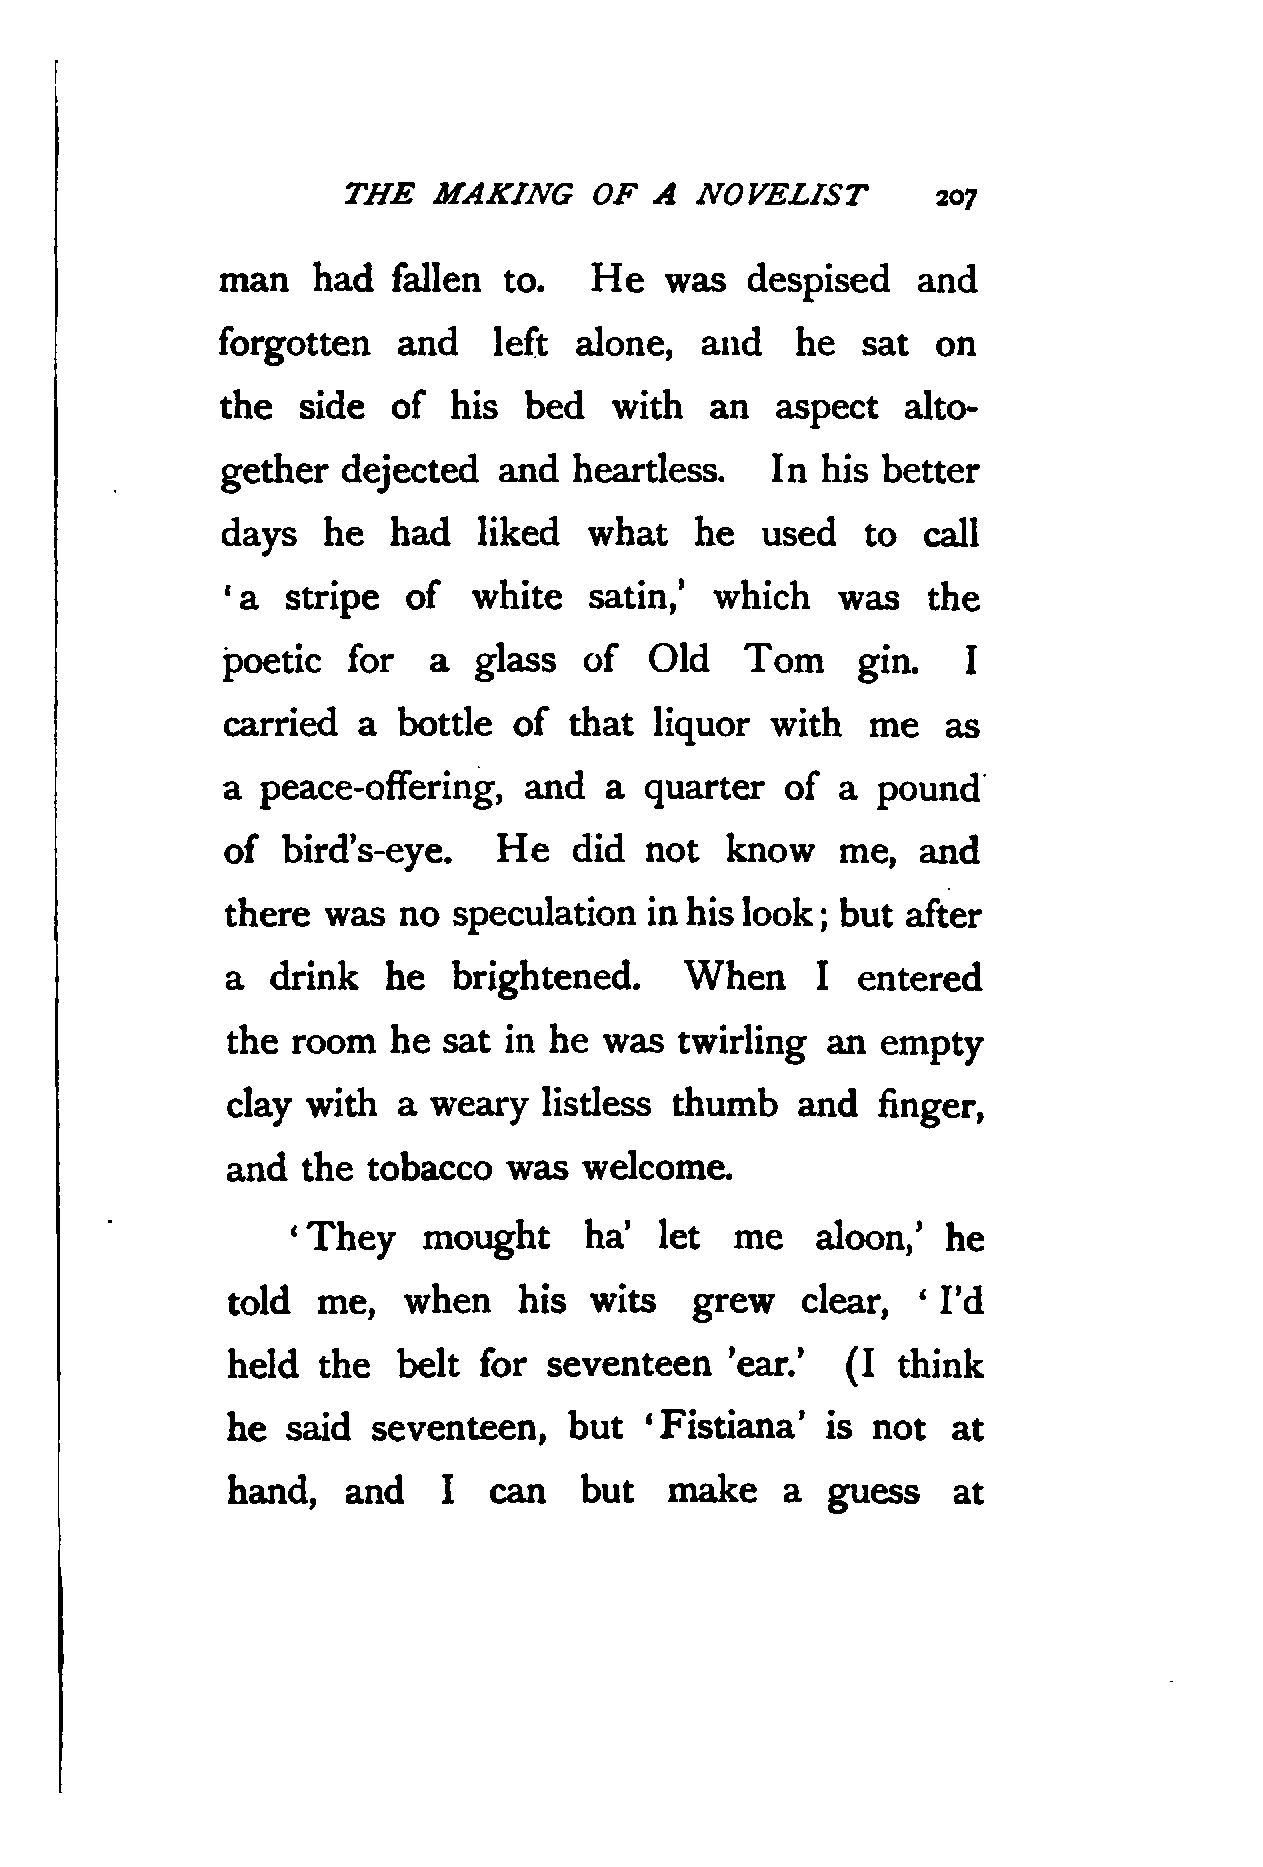 THE MAKING OF A NOVELIST 207
man had fallen to. He was despised and
forgotten and left alone, and he sat on
the side of his bed with an aspect alto-
gether dejected and heartless. In his better
days he had liked what he used to call
‘a stripe of white satin,’ which was the
poetic for a glass of Old Tom gin. I
carried a bottle of that liquor with me as
a peace-offering, and a quarter of a pound
of bird’s-eye. He did not know me, and
there was no speculation in his look; but after
a drink he brightened. When I entered
the room he sat in he was twirling an empty
clay with a weary listless thumb and finger,
and the tobacco was welcome.
‘They mought ha’ let me aloon,’ he
told me, when his wits grew clear, ‘I’d
held the belt for seventeen ’ear.’ (I think
he said seventeen, but ‘Fistiana’ is not at
hand, and I can but make a guess at